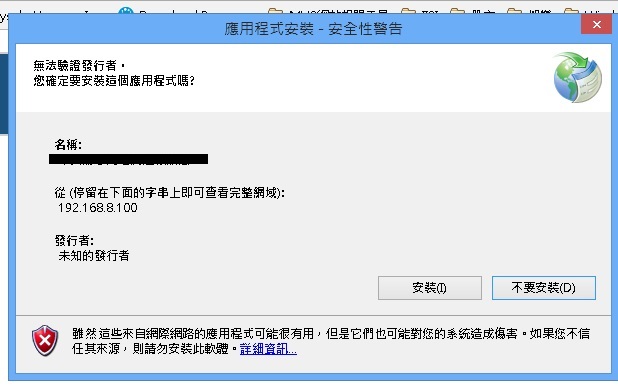 應用程式安裝 - 安全性警告
無法驗證發行者。
您確定要安裝這個應用程式嗎?
名稱:
從 (停留在下面的字串上即可查看完整網域):
192.168.8.100
發行者:
未知的發行者
安裝(I)
不要安裝(D)
雖然這些來自網際網路的應用程式可能很有用，但是它們也可能對您的系統造成傷害。如果您不信
任其來源，則請勿安裝此軟體。詳細資訊...